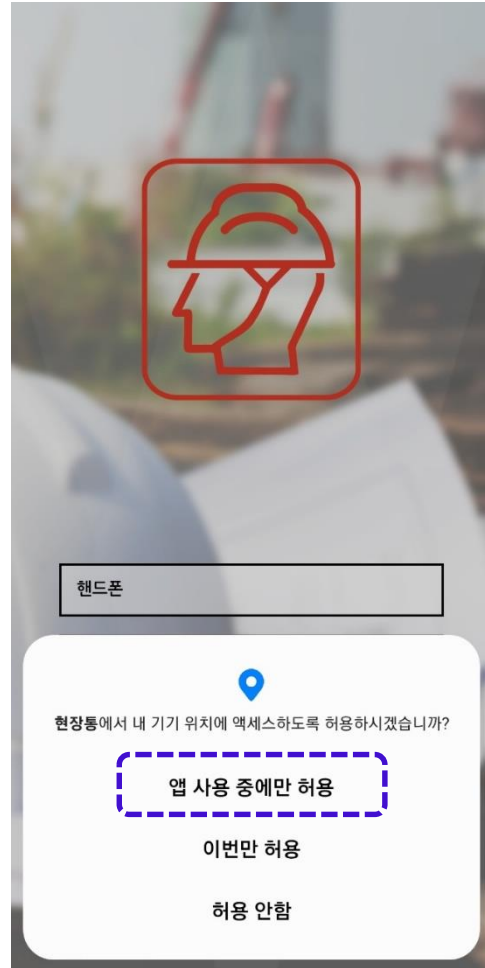 핸드폰
현장통에서 내 기기 위치에 액세스하도록 허용하시겠습니까?
앱 사용 중에만 허용
이번만 허용
허용 안함